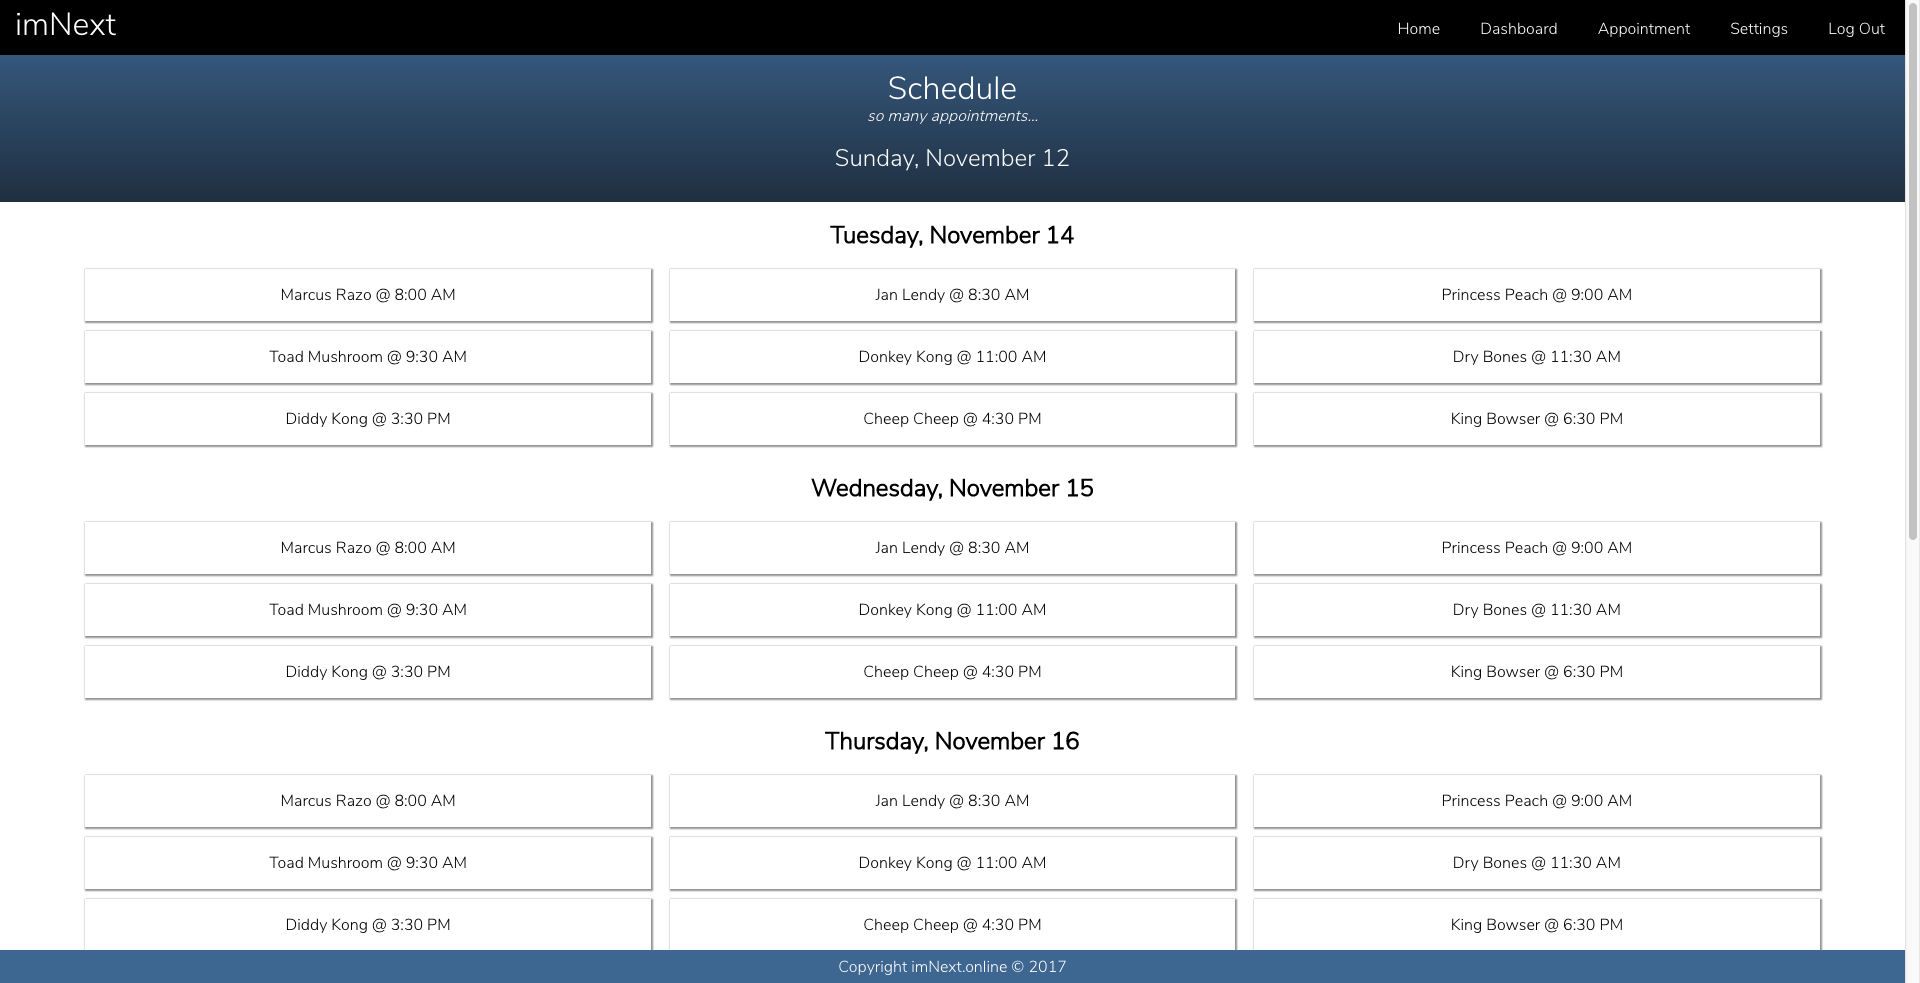 imNext
Home Dashboard Appointment Settings Log Out
Schedule
so many appointments...
Sunday, November 12
Tuesday, November 14
Marcus Razo @ 8:00 AM Jan Lendy @ 8:30 AM Princess Peach @ 9:00 AM
Toad Mushroom @ 9:30 AM Donkey Kong @ 11:00 AM Dry Bones @ 11:30 AM
Diddy Kong @ 3:30 PM Cheep Cheep @ 4:30 PM King Bowser @ 6:30 PM
Wednesday, November 15
Marcus Razo @ 8:00 AM Jan Lendy @ 8:30 AM Princess Peach @ 9:00 AM
Toad Mushroom @ 9:30 AM Donkey Kong @ 11:00 AM Dry Bones @ 11:30 AM
Diddy Kong @ 3:30 PM Cheep Cheep @ 4:30 PM King Bowser @ 6:30 PM
Thursday, November 16
Marcus Razo @ 8:00 AM Jan Lendy @ 8:30 AM Princess Peach @ 9:00 AM
Toad Mushroom @ 9:30 AM Donkey Kong @ 11:00 AM Dry Bones @ 11:30 AM
Diddy Kong @ 3:30 PM Cheep Cheep @ 4:30 PM King Bowser @ 6:30 PM
Copyright imNext.online © 2017